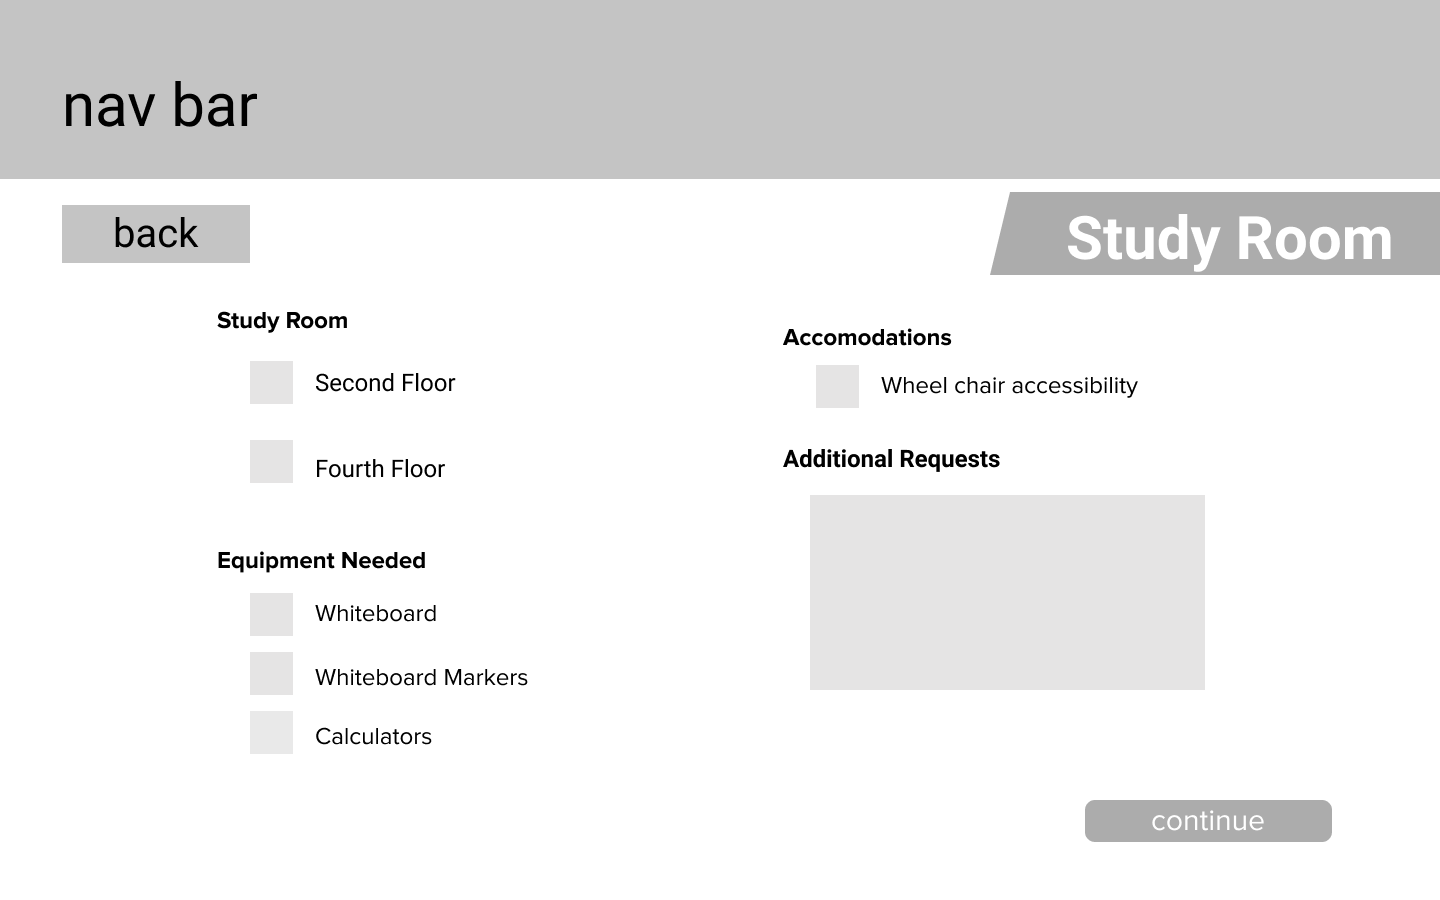 nav bar
back
Study Room
Study Room
Second Floor
Fourth Floor
Equipment Needed
Whiteboard
Whiteboard Markers
Calculators
Accomodations
Wheel chair accessibility
Additional Requests
continue